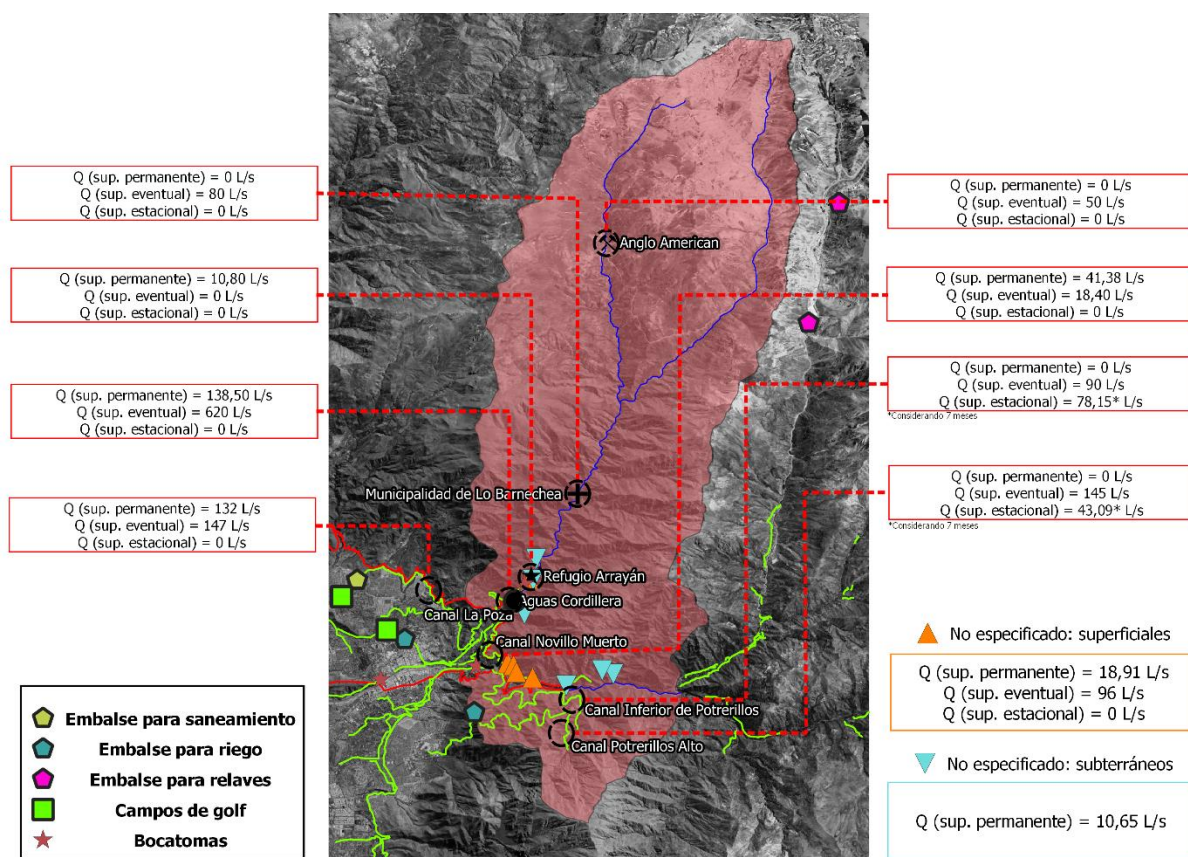 Q (sup. permanente) = 0 L/s
Q (sup. eventual) = 80 L/s
Q (sup. estacional) = 0 L/s
Q (sup. permanente) = 10,80 L/s
Q (sup. eventual) = 0 L/s
Q (sup. estacional) = 0 L/s
Q (sup. permanente) = 138,50 L/s
Q (sup. eventual) = 620 L/s
Q (sup. estacional) = 0 L/s
Q (sup. permanente) = 132 L/s
Q (sup. eventual) = 147 L/s
Q (sup. estacional) = 0 L/s
Embalse para saneamiento
Embalse para riego
Embalse para relaves
Campos de golf
Bocatomas
Anglo American
Municipalidad de Lo Barnechea
Refugio Arrayán
Aguas Cordillera
Canal La Poza
Canal Novillo Muerto
Canal Inferior de Potrerillos
Canal Potrerillos Alto
Q (sup. permanente) = 0 L/s
Q (sup. eventual) = 50 L/s
Q (sup. estacional) = 0 L/s
Q (sup. permanente) = 41,38 L/s
Q (sup. eventual) = 18,40 L/s
Q (sup. estacional) = 0 L/s
Q (sup. permanente) = 0 L/s
Q (sup. eventual) = 90 L/s
Q (sup. estacional) = 78,15* L/s
*Considerando 7 meses
Q (sup. permanente) = 0 L/s
Q (sup. eventual) = 145 L/s
Q (sup. estacional) = 43,09* L/s
*Considerando 7 meses
No especificado: superficiales
Q (sup. permanente) = 18,91 L/s
Q (sup. eventual) = 96 L/s
Q (sup. estacional) = 0 L/s
No especificado: subterráneos
Q (sup. permanente) = 10,65 L/s